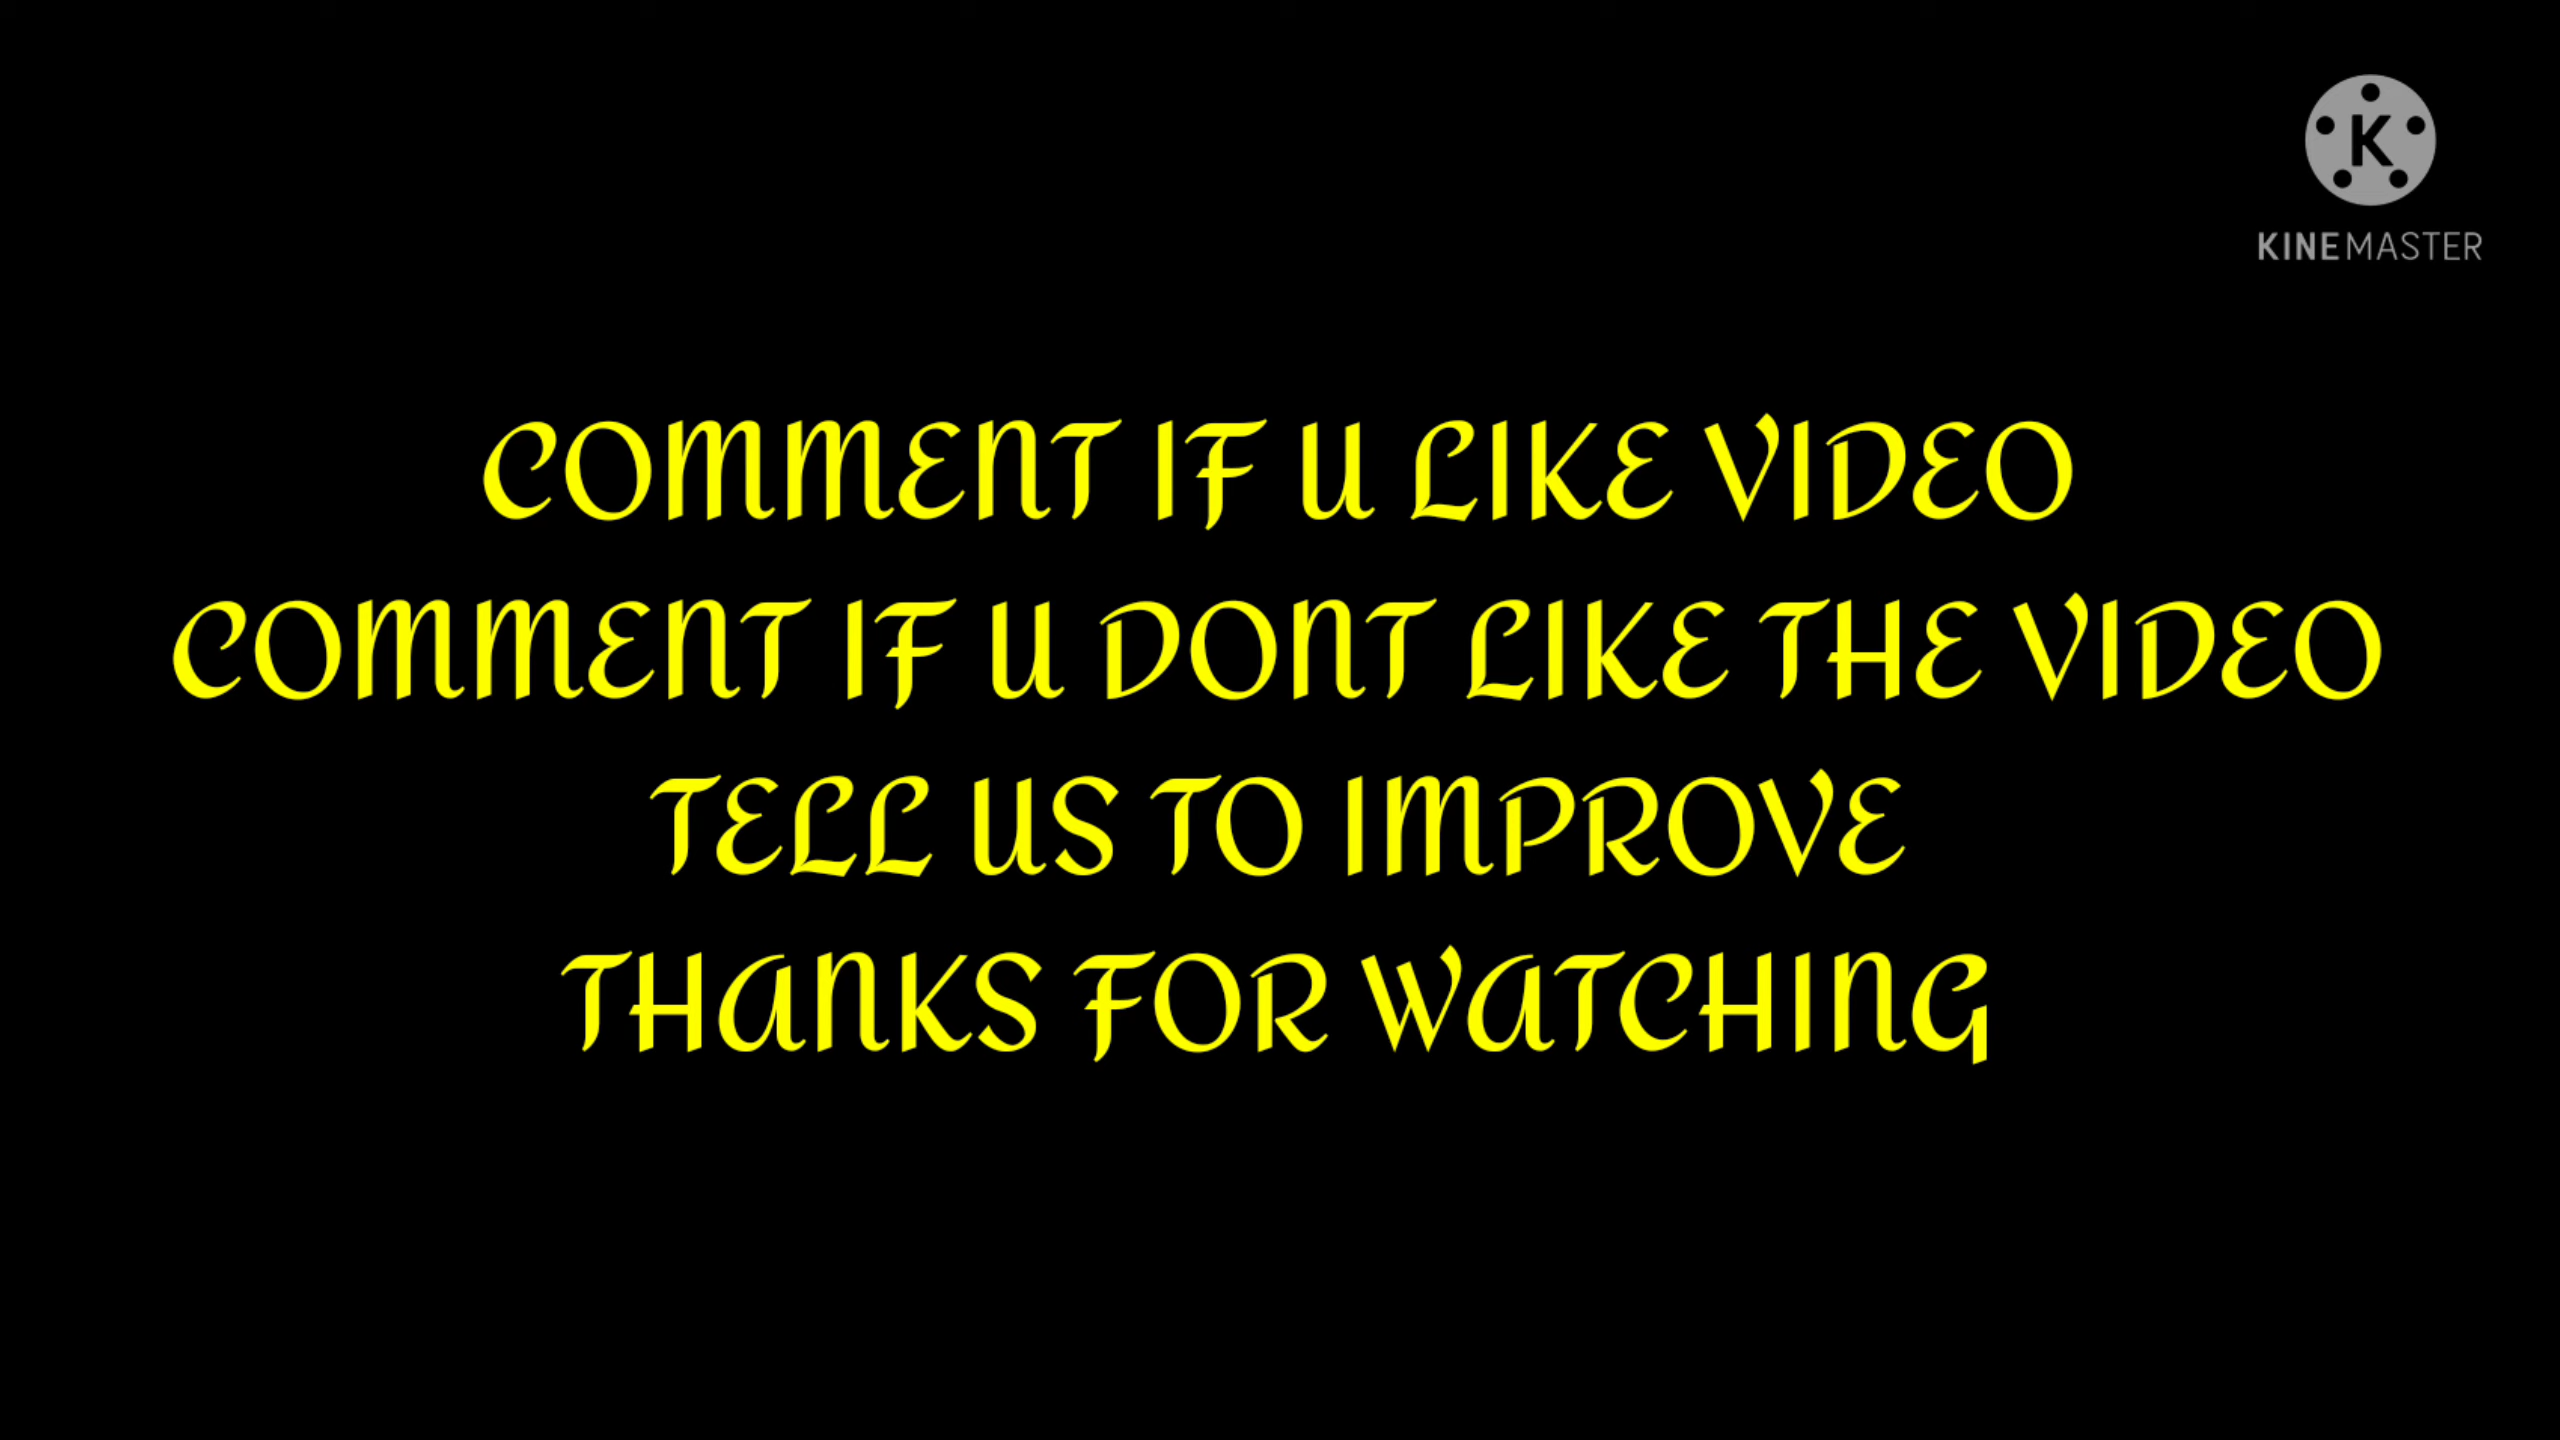 K
KINEMASTER
COMMENT IF U LIKE VIDEO
COMMENT IF U DONT LIKE THE VIDEO
TELL US TO IMPROVE
THANKS FOR WATCHING